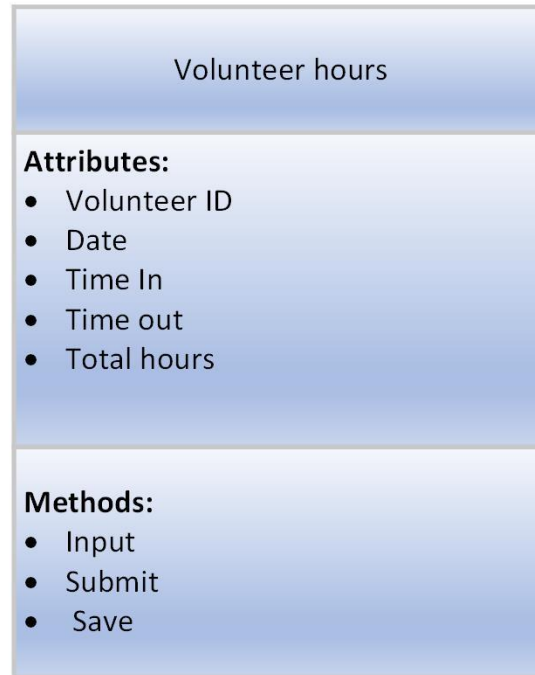 Volunteer hours
Attributes:
• Volunteer ID
• Date
• Time In
• Time out
• Total hours
Methods:
• Input
• Submit
• Save